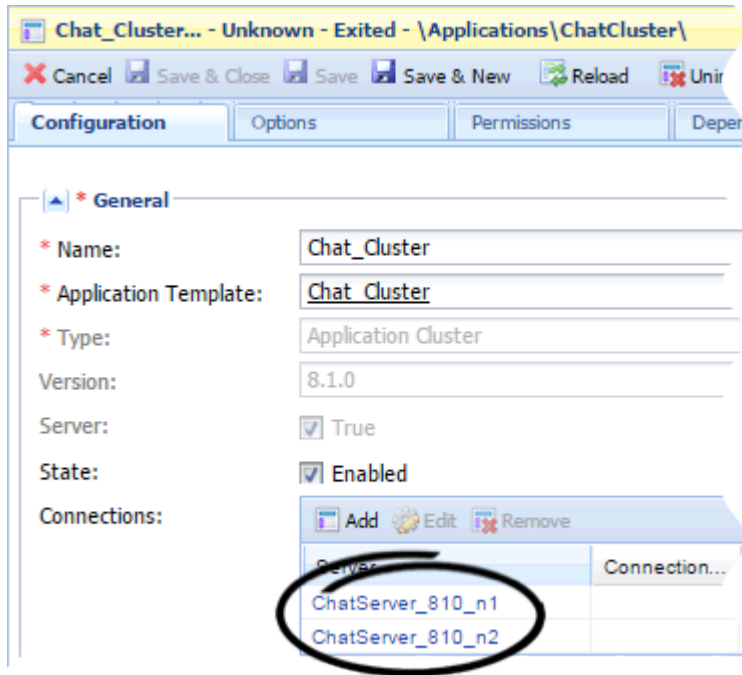 Chat_Cluster... - Unknown - Exited - \Applications\ChatCluster\
Cancel Save & Close Save Save & New Reload
Configuration Options Permissions
* General
* Name: Chat_Cluster
* Application Template: Chat_Cluster
* Type: Application Cluster
Version: 8.1.0
Server: True
State: Enabled
Connections: Add Edit Remove
Server Connection...
ChatServer_810_n1
ChatServer_810_n2